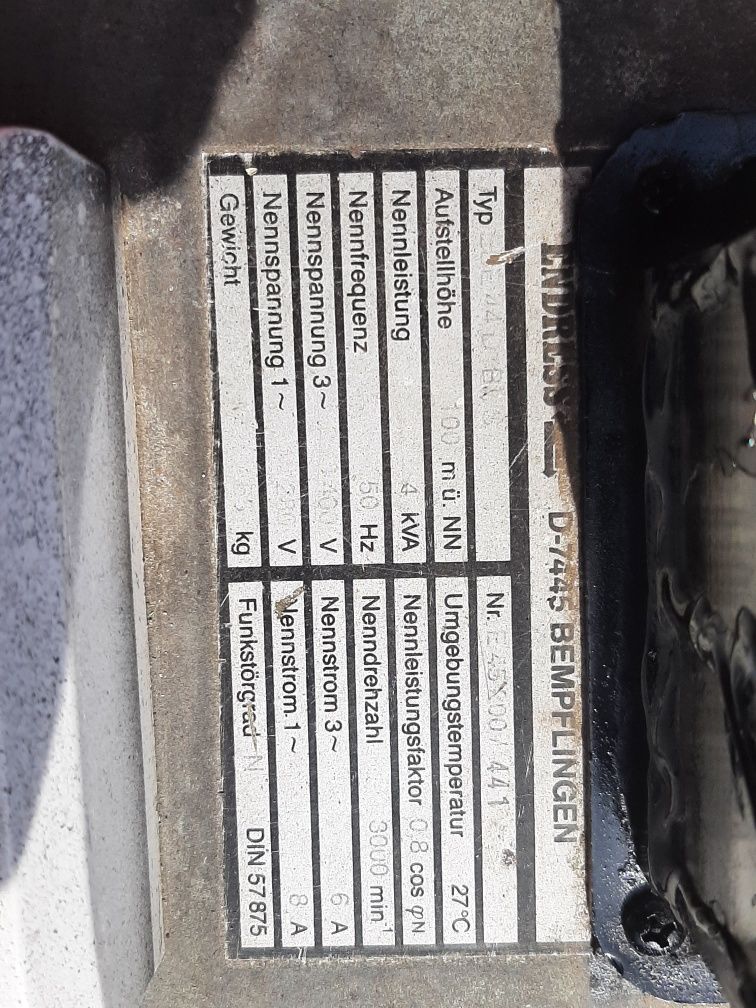 ENDRESS D-7445 BEMPFLINGEN
Typ
Nr.
Aufstellhöhe 100 m ü. NN
Umgebungstemperatur 27°C
Nennleistung 4 kVA
Nennleistungsfaktor 0,8 cos φN
Nennfrequenz 50 Hz
Nenndrehzahl 3000 min⁻¹
Nennspannung 3~ V
Nennstrom 3~ 6 A
Nennspannung 1~ V
Nennstrom 1~ 8 A
Gewicht kg
Funkstörgrad N DIN 57875